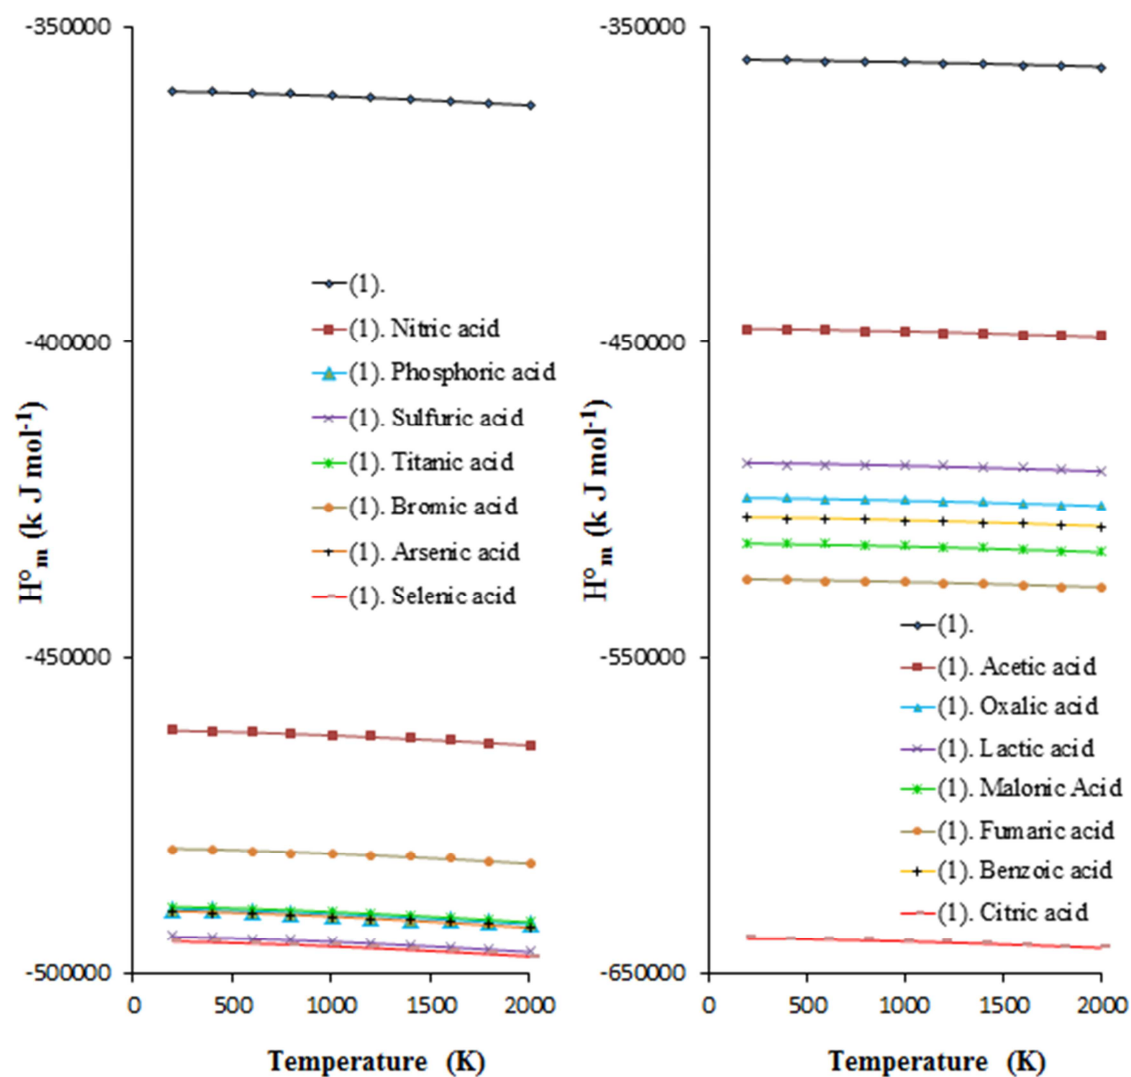 -350000
-400000
-450000
-500000
H°m (k J mol-1)
(1).
(1). Nitric acid
(1). Phosphoric acid
(1). Sulfuric acid
(1). Titanic acid
(1). Bromic acid
(1). Arsenic acid
(1). Selenic acid
0 500 1000 1500 2000
Temperature (K)
-350000
-450000
-550000
-650000
H°m (k J mol-1)
(1).
(1). Acetic acid
(1). Oxalic acid
(1). Lactic acid
(1). Malonic Acid
(1). Fumaric acid
(1). Benzoic acid
(1). Citric acid
0 500 1000 1500 2000
Temperature (K)